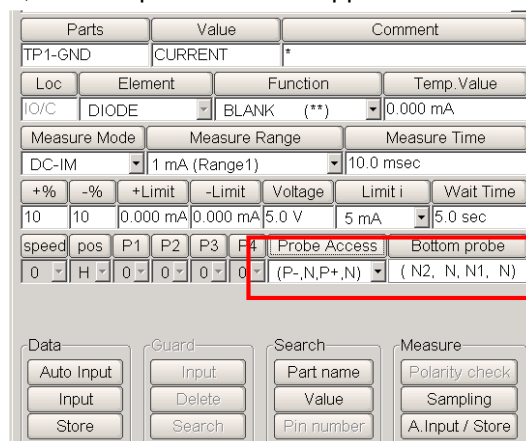 Parts Value Comment
TP1-GND CURRENT *
Loc Element Function Temp.Value
IO/C DIODE BLANK (**) 0.000 mA
Measure Mode Measure Range Measure Time
DC-IM 1 mA (Range1) 10.0 msec
+% -% +Limit -Limit Voltage Limit i Wait Time
10 10 0.000 mA 0.000 mA 5.0 V 5 mA 5.0 sec
speed pos P1 P2 P3 P4 Probe Access Bottom probe
0 H 0 0 0 0 (P-,N,P+,N) ( N2, N, N1, N)
Data Guard Search Measure
Auto Input Input Part name Polarity check
Input Delete Value Sampling
Store Search Pin number A.Input / Store